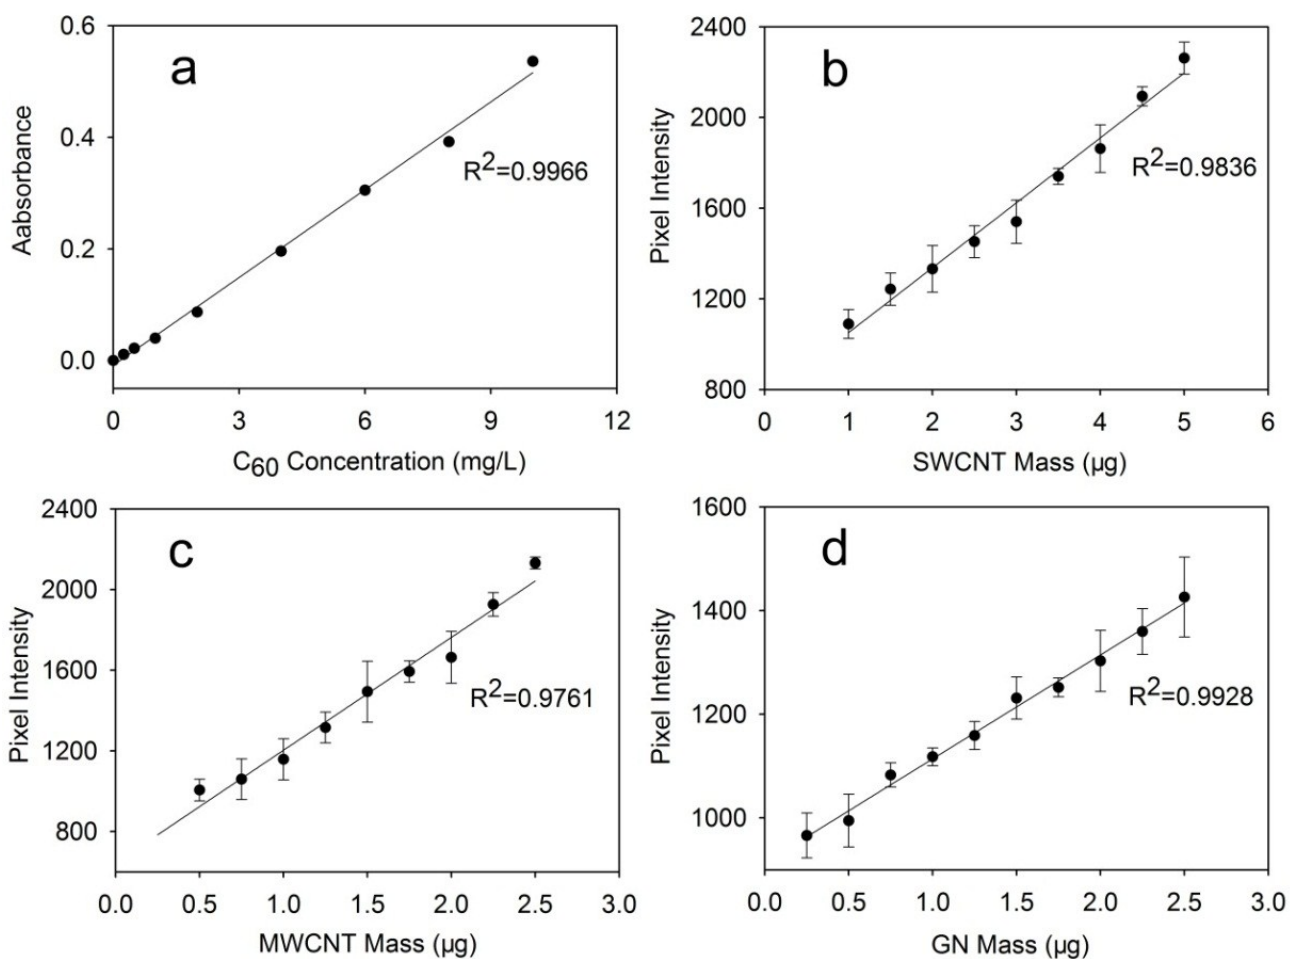 a
0.6
0.4
0.2
0.0
Aabsorbance
R²=0.9966
0 3 6 9 12
C₆₀ Concentration (mg/L)
b
2400
2000
1600
1200
800
Pixel Intensity
R²=0.9836
0 1 2 3 4 5 6
SWCNT Mass (µg)
c
2400
2000
1600
1200
800
Pixel Intensity
R²=0.9761
0.0 0.5 1.0 1.5 2.0 2.5 3.0
MWCNT Mass (µg)
d
1600
1400
1200
1000
Pixel Intensity
R²=0.9928
0.0 0.5 1.0 1.5 2.0 2.5 3.0
GN Mass (µg)